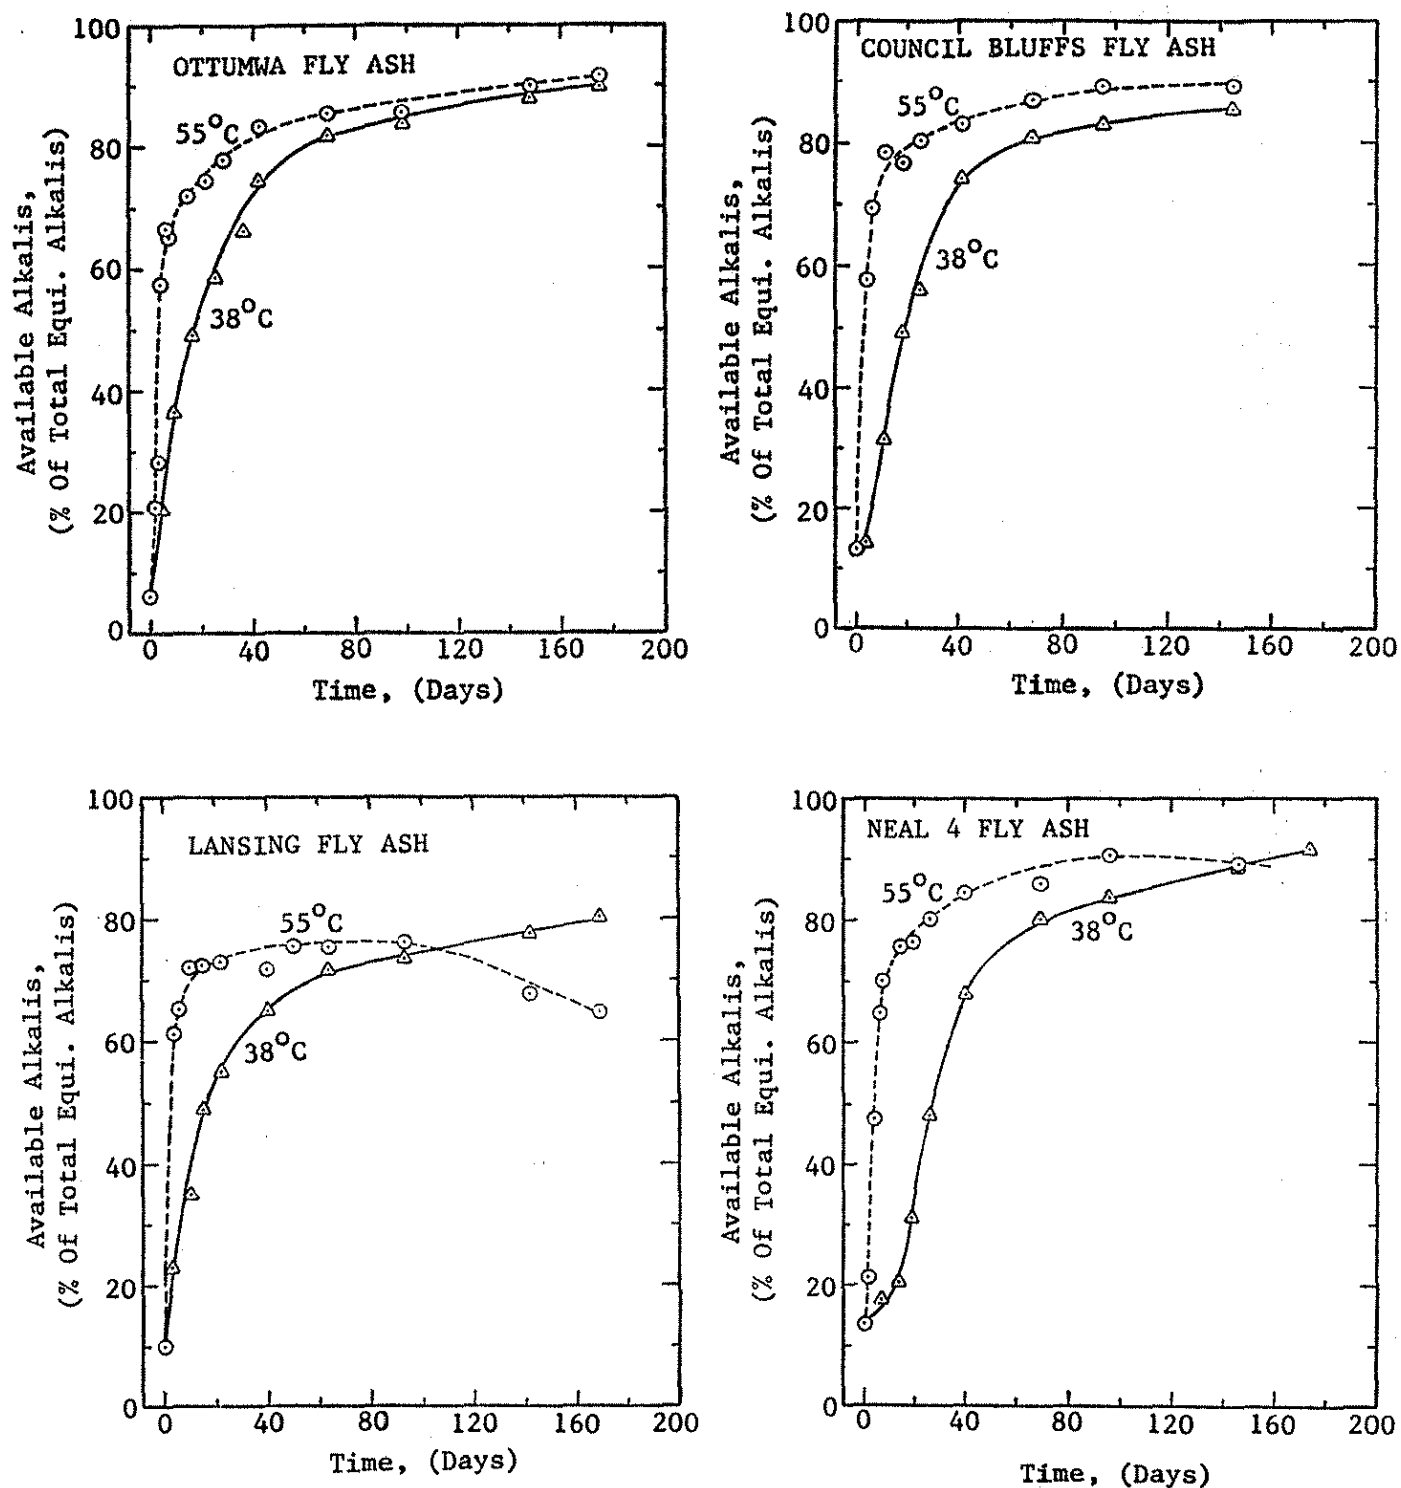 OTTUMWA FLY ASH
55°C
38°C
100
80
60
40
20
0
0 40 80 120 160 200
Available Alkalis,
(% Of Total Equi. Alkalis)
Time, (Days)
COUNCIL BLUFFS FLY ASH
55°C
38°C
100
80
60
40
20
0
0 40 80 120 160 200
Available Alkalis,
(% Of Total Equi. Alkalis)
Time, (Days)
LANSING FLY ASH
55°C
38°C
100
80
60
40
20
0
0 40 80 120 160 200
Available Alkalis,
(% Of Total Equi. Alkalis)
Time, (Days)
NEAL 4 FLY ASH
55°C
38°C
100
80
60
40
20
0
0 40 80 120 160 200
Available Alkalis,
(% Of Total Equi. Alkalis)
Time, (Days)